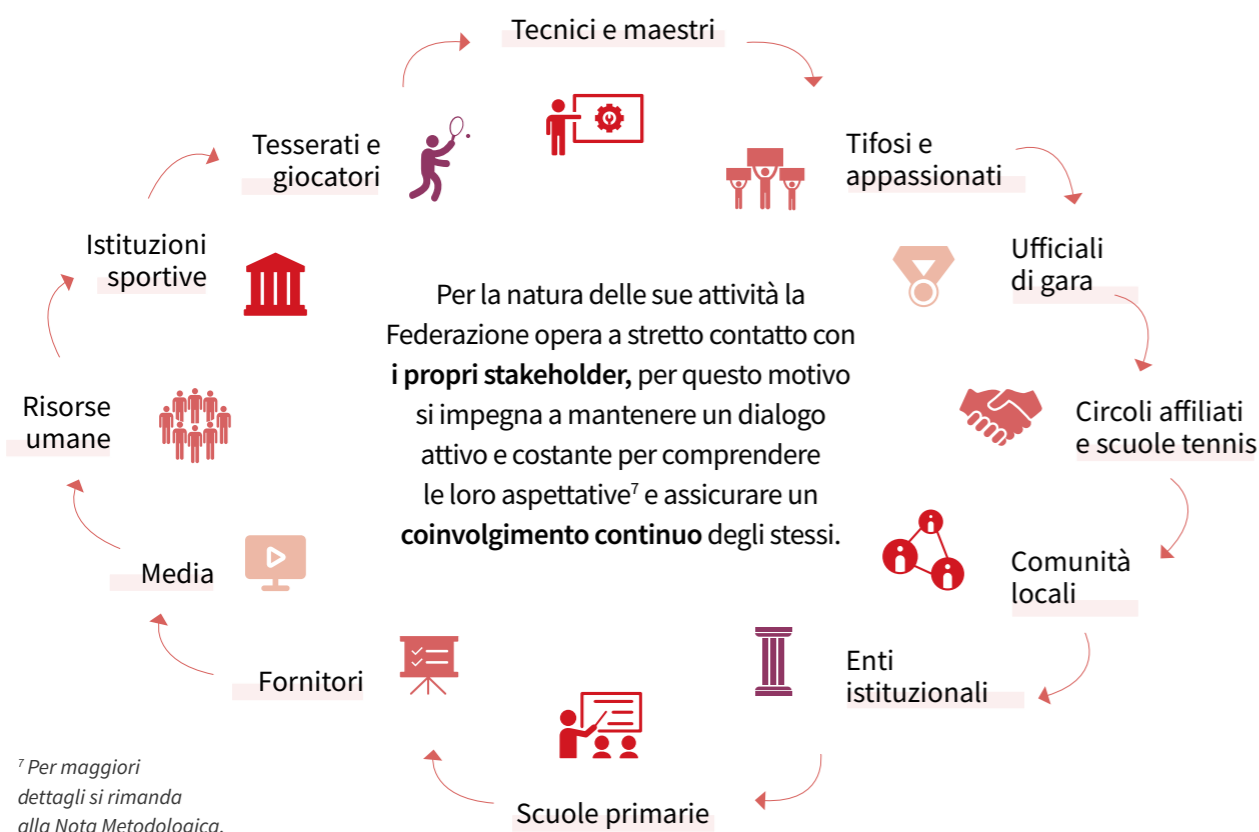 Tecnici e maestri
Tifosi e
appassionati
Ufficiali
di gara
Circoli affiliati
e scuole tennis
Comunità
locali
Enti
istituzionali
Scuole primarie
Fornitori
Media
Risorse
umane
Istituzioni
sportive
Tesserati e
giocatori
Per la natura delle sue attività la
Federazione opera a stretto contatto con
i propri stakeholder, per questo motivo
si impegna a mantenere un dialogo
attivo e costante per comprendere
le loro aspettative⁷ e assicurare un
coinvolgimento continuo degli stessi.
⁷ Per maggiori
dettagli si rimanda
alla Nota Metodologica.